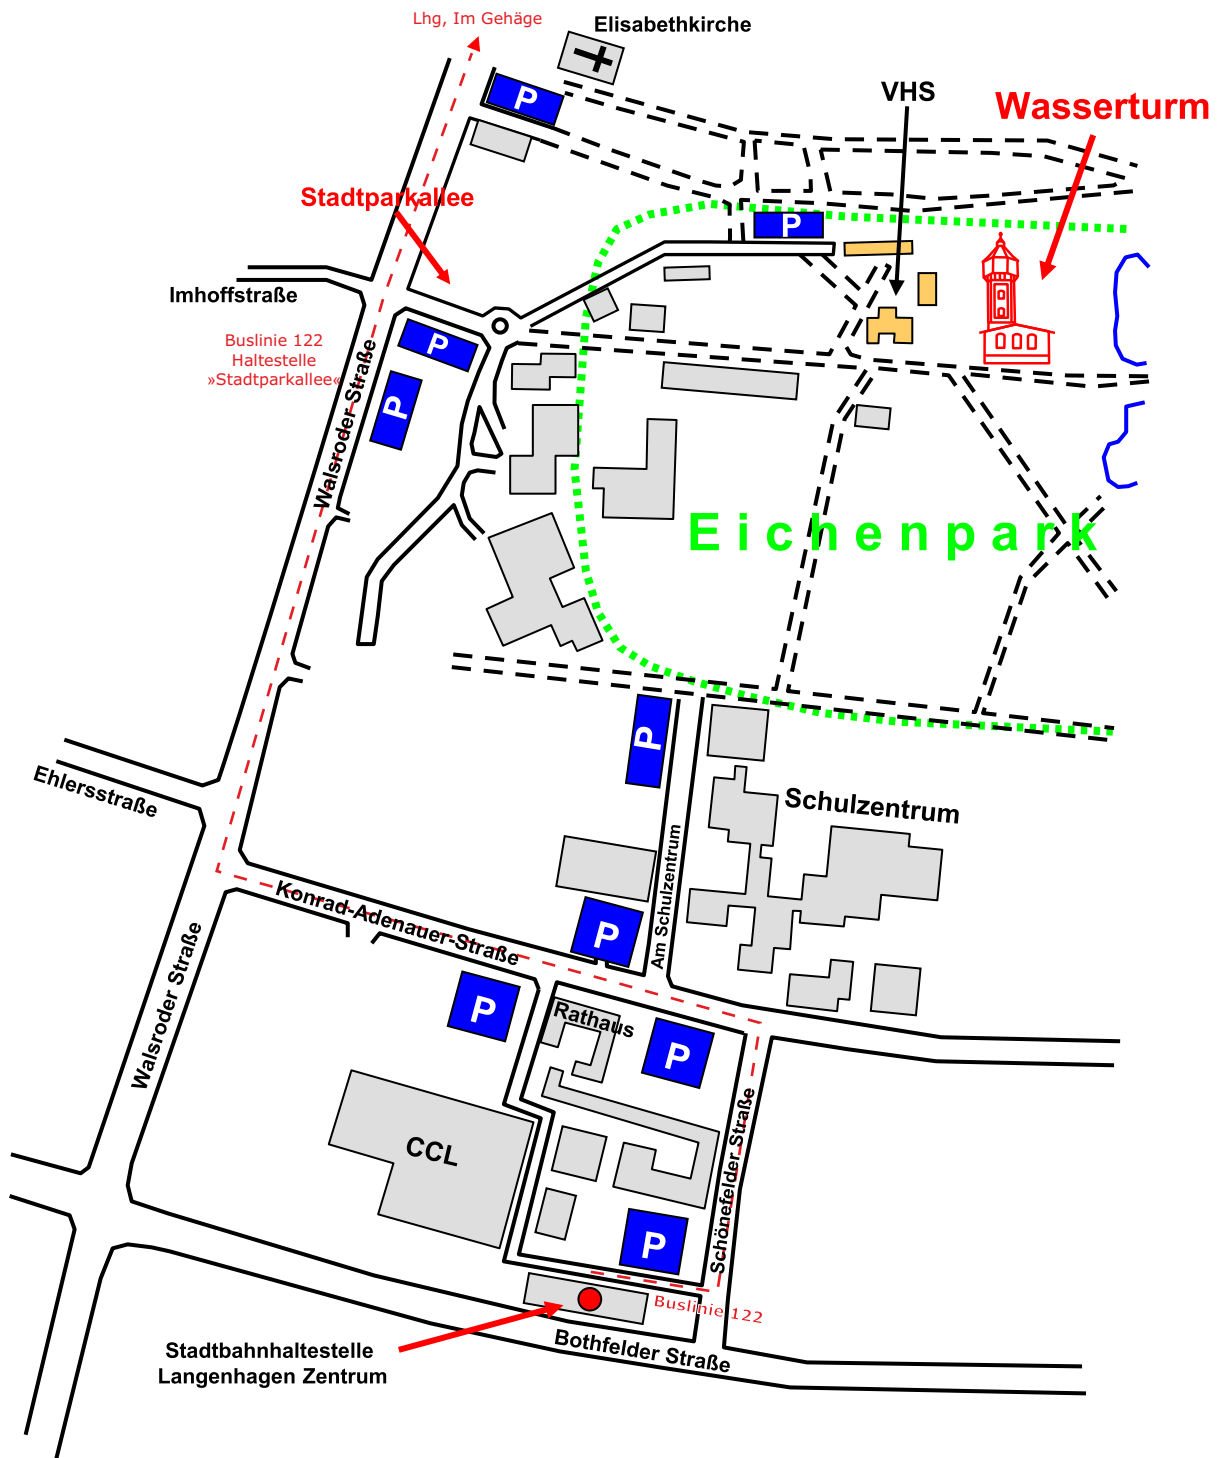 Lhg, Im Gehäge
Elisabethkirche
P
VHS
Wasserturm
Stadtparkallee
P
Imhoffstraße
Buslinie 122
Haltestelle
»Stadtparkallee«
P
P
Walsroder Straße
Eichenpark
P
Ehlersstraße
Schulzentrum
Am Schulzentrum
Konrad-Adenauer-Straße
P
Walsroder Straße
P
Rathaus
P
CCL
Schönefelder Straße
P
Buslinie 122
Stadtbahnhaltestelle
Langenhagen Zentrum
Bothfelder Straße